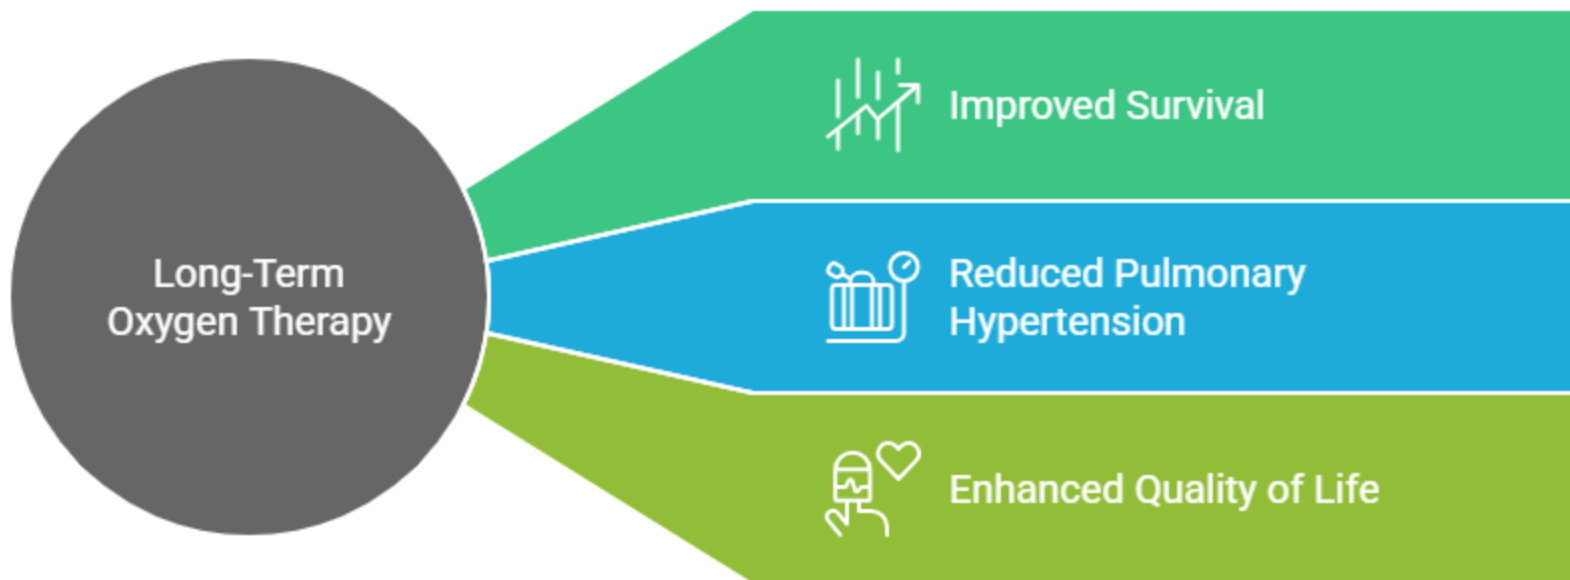 Long-Term
Oxygen Therapy
Improved Survival
Reduced Pulmonary
Hypertension
Enhanced Quality of Life